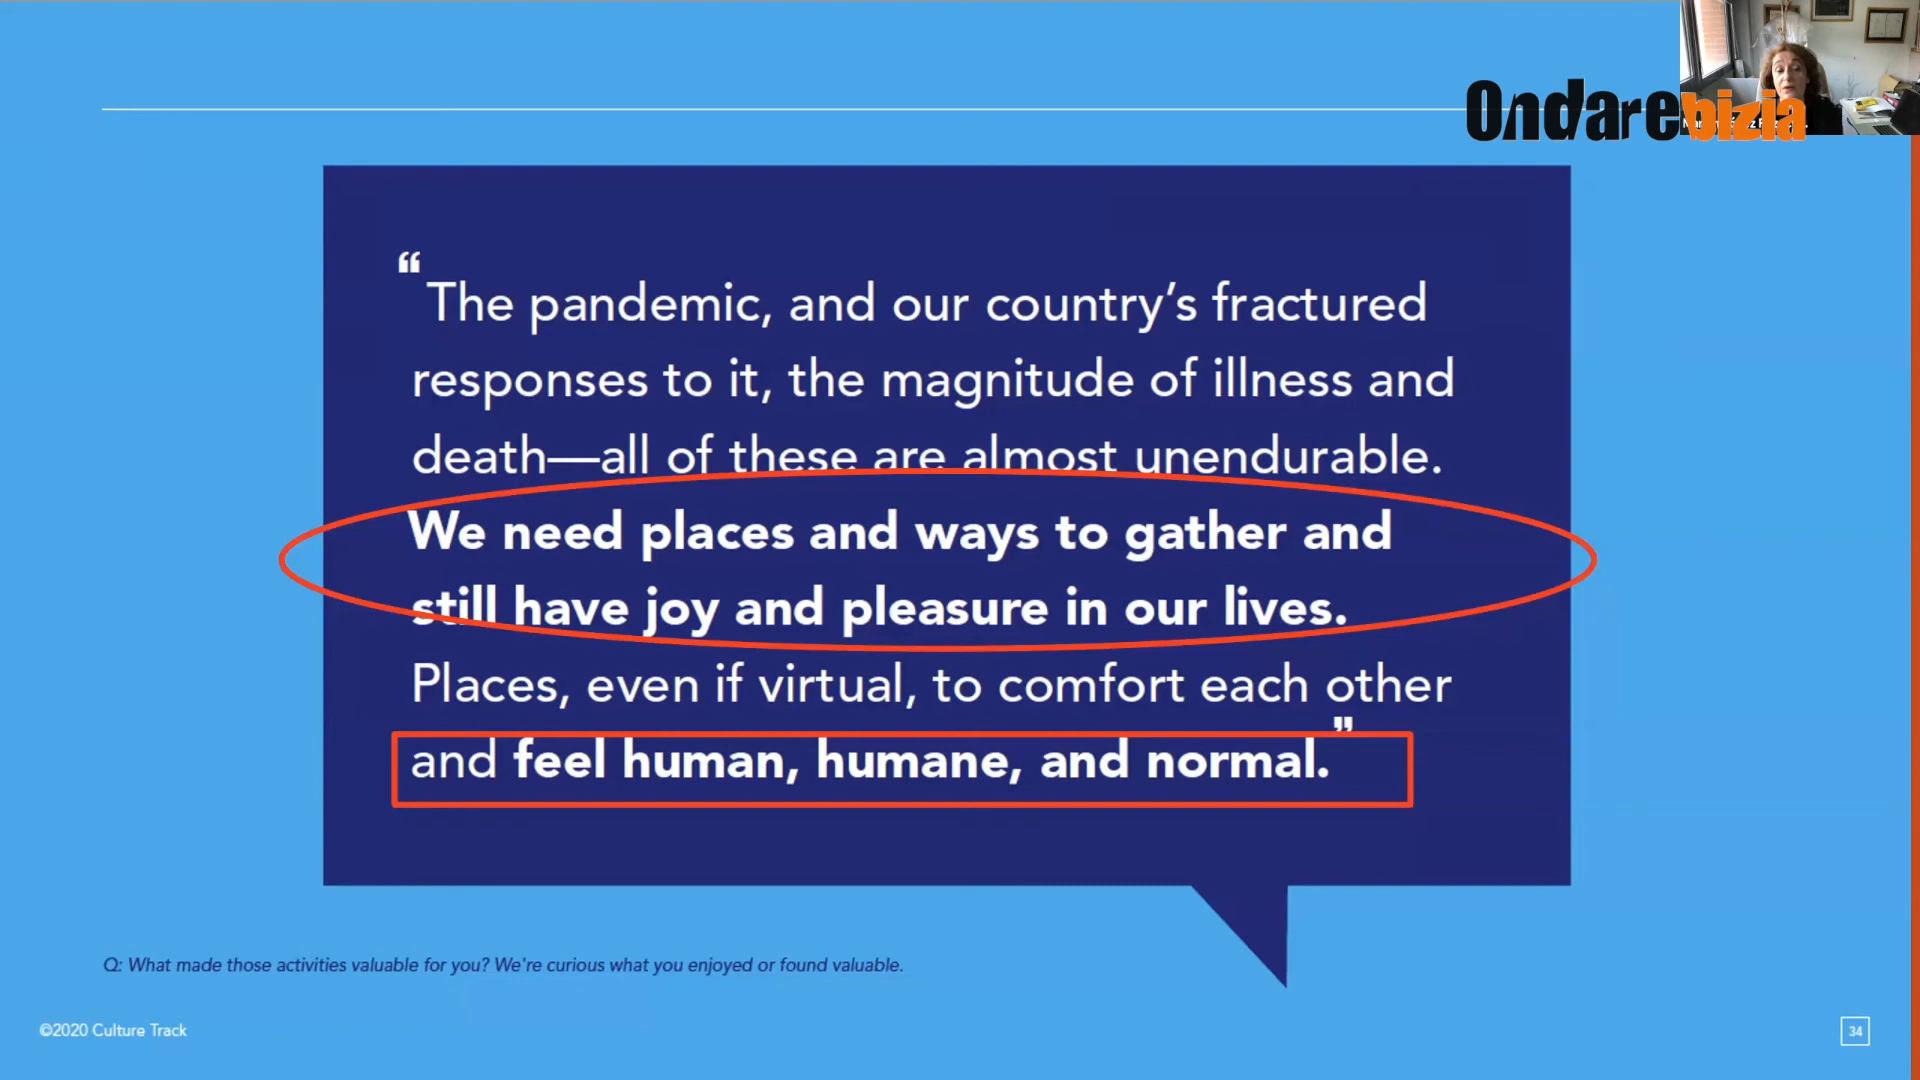 Ondarebizia
“The pandemic, and our country’s fractured
responses to it, the magnitude of illness and
death—all of these are almost unendurable.
We need places and ways to gather and
still have joy and pleasure in our lives.
Places, even if virtual, to comfort each other
and feel human, humane, and normal.”
Q: What made those activities valuable for you? We're curious what you enjoyed or found valuable.
©2020 Culture Track
34